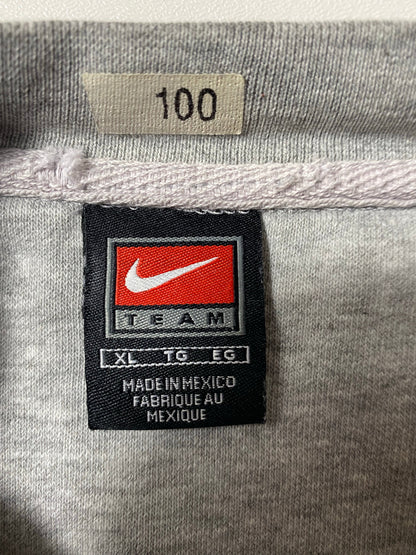 100
TEAM
XL TG EG
MADE IN MEXICO
FABRIQUE AU
MEXIQUE